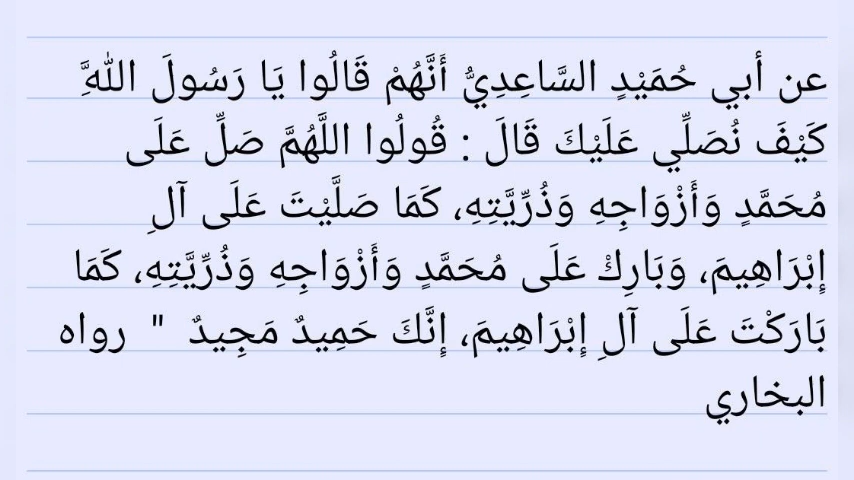 عن أبي حُمَيْدٍ السَّاعِدِيُّ أَنَّهُمْ قَالُوا يَا رَسُولَ اللهَِّ
كَيْفَ نُصَلِّي عَلَيْكَ قَالَ : قُولُوا اللَّهُمَّ صَلِّ عَلَى
مُحَمَّدٍ وَأَزْوَاجِهِ وَذُرِّيَّتِهِ، كَمَا صَلَّيْتَ عَلَى آلِ
إِبْرَاهِيمَ، وَبَارِكْ عَلَى مُحَمَّدٍ وَأَزْوَاجِهِ وَذُرِّيَّتِهِ، كَمَا
بَارَكْتَ عَلَى آلِ إِبْرَاهِيمَ، إِنَّكَ حَمِيدٌ مَجِيدٌ " رواه
البخاري